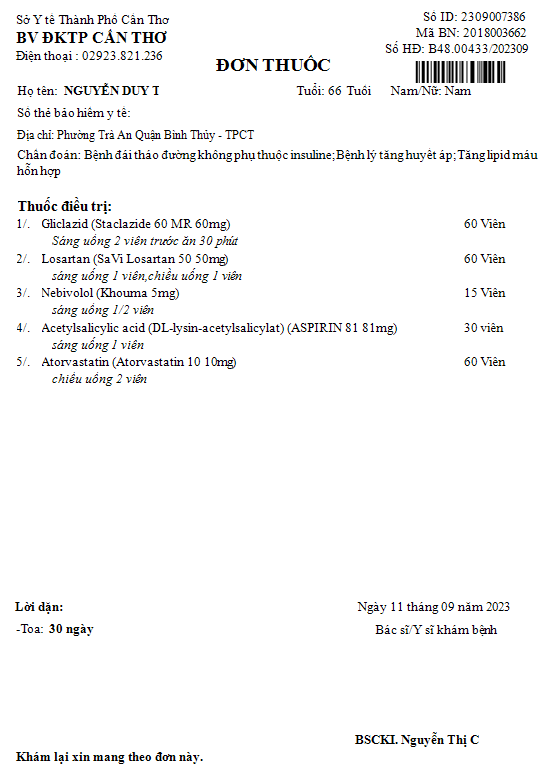 Sở Y tế Thành Phố Cần Thơ
BV ĐKTP CẦN THƠ
Điện thoại : 02923.821.236
Số ID: 2309007386
Mã BN: 2018003662
Số HĐ: B48.00433/202309
ĐƠN THUỐC
Họ tên: NGUYỄN DUY T Tuổi: 66 Tuổi Nam/Nữ: Nam
Số thẻ bảo hiểm y tế:
Địa chỉ: Phường Trà An Quận Bình Thủy - TPCT
Chẩn đoán: Bệnh đái tháo đường không phụ thuộc insuline; Bệnh lý tăng huyết áp; Tăng lipid máu
hỗn hợp
Thuốc điều trị:
1/. Gliclazid (Staclazide 60 MR 60mg) 60 Viên
Sáng uống 2 viên trước ăn 30 phút
2/. Losartan (SaVi Losartan 50 50mg) 60 Viên
sáng uống 1 viên,chiều uống 1 viên
3/. Nebivolol (Khouma 5mg) 15 Viên
sáng uống 1/2 viên
4/. Acetylsalicylic acid (DL-lysin-acetylsalicylat) (ASPIRIN 81 81mg) 30 viên
sáng uống 1 viên
5/. Atorvastatin (Atorvastatin 10 10mg) 60 Viên
chiều uống 2 viên
Lời dặn:
-Toa: 30 ngày
Ngày 11 tháng 09 năm 2023
Bác sĩ/Y sĩ khám bệnh
BSCKI. Nguyễn Thị C
Khám lại xin mang theo đơn này.